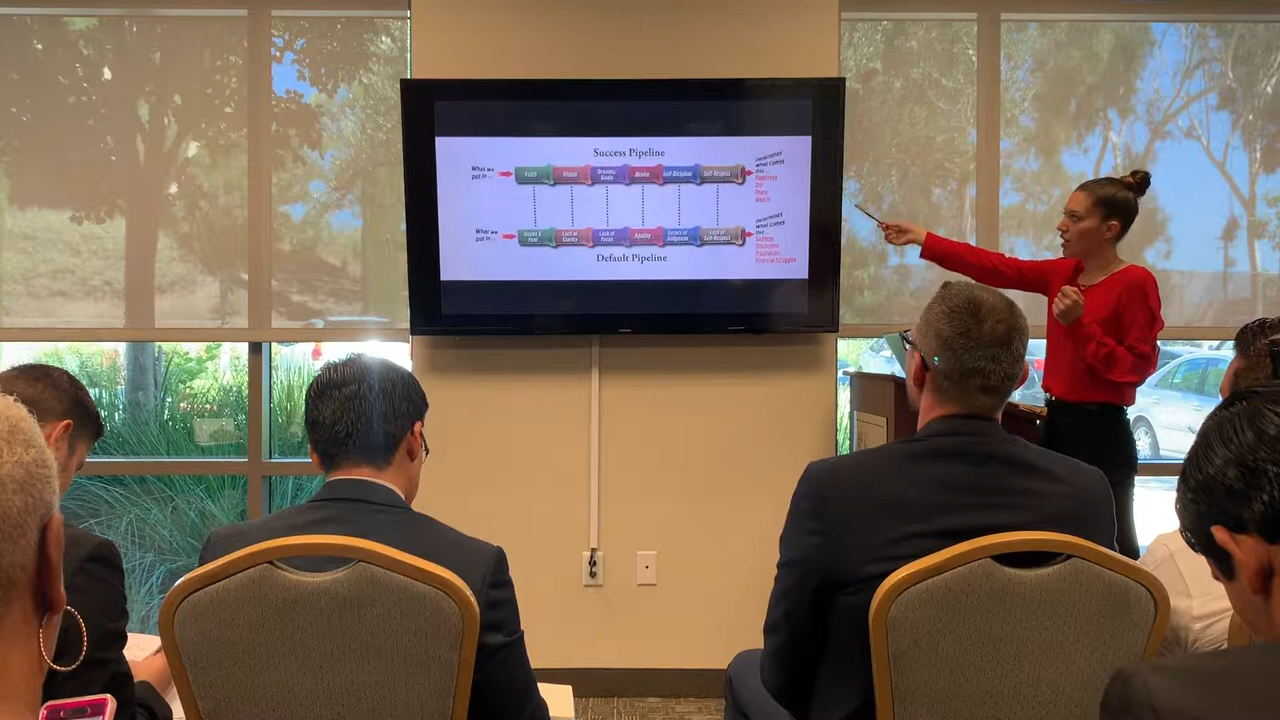 Success Pipeline
What we
put in ...
Faith
Vision
Dreams/
Goals
Desire
Self-Discipline
Self-Respect
Determines
What Comes
Out ...
Happiness
Joy
Peace
Wealth
What we
put in ...
Doubt &
Fear
Lack of
Clarity
Lack of
Focus
Apathy
Errors of
Judgment
Lack of
Self-Respect
Determines
What Comes
Out ...
Sadness
Discontent
Frustration
Financial Struggles
Default Pipeline